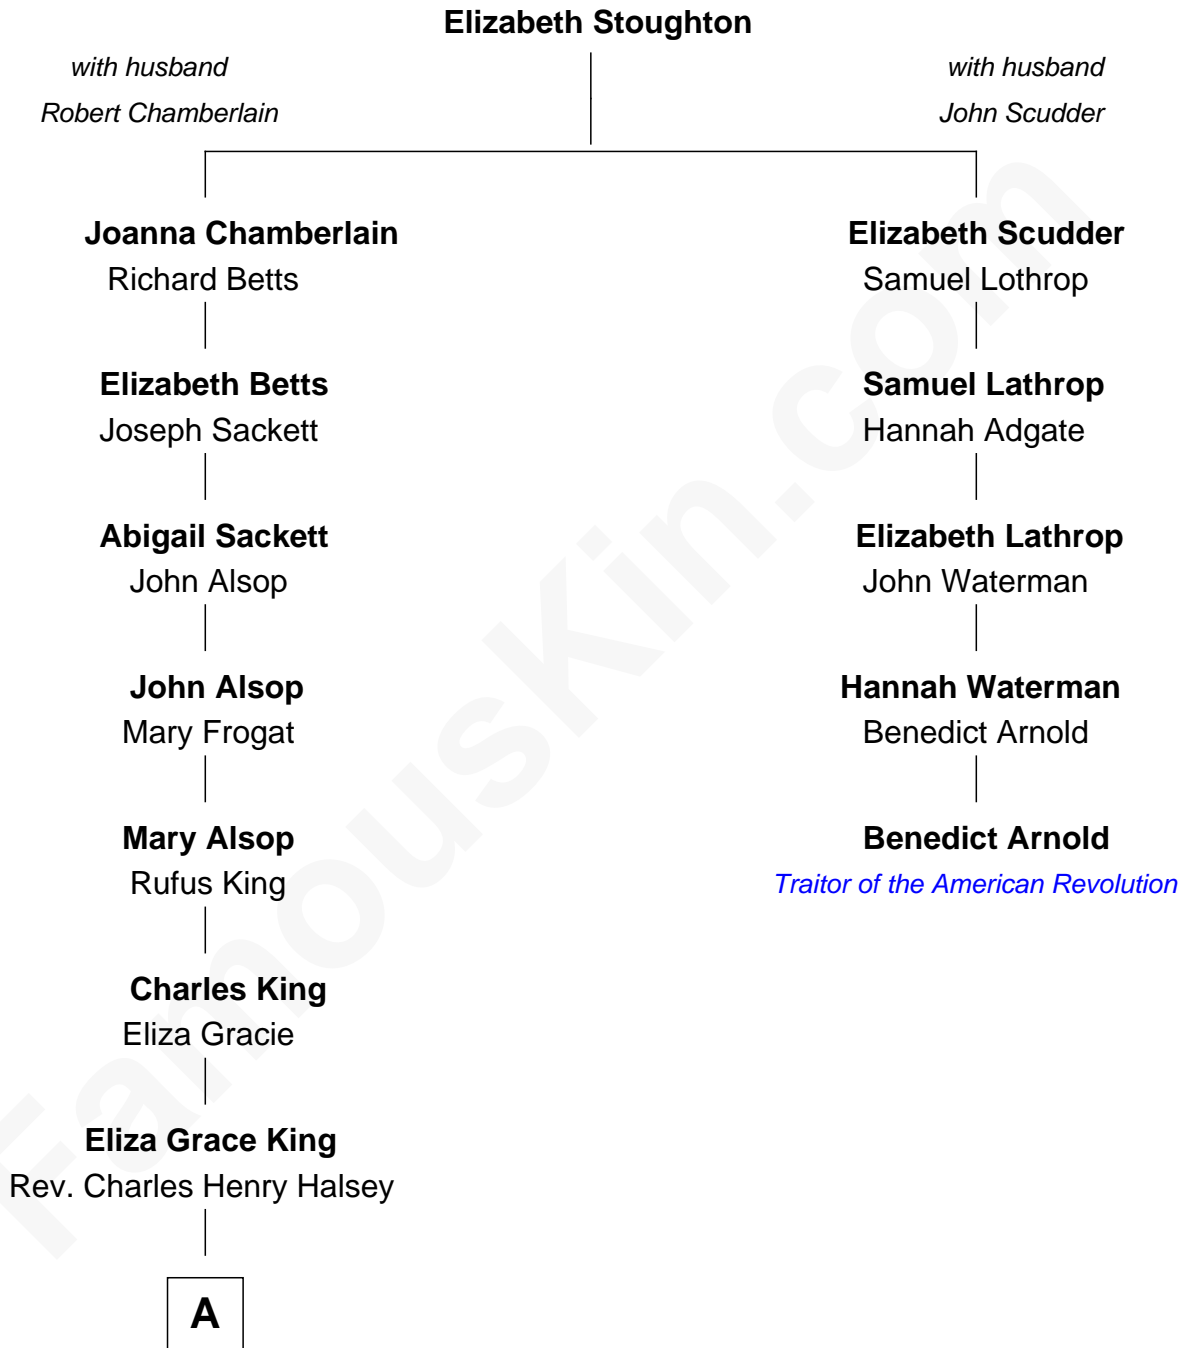 Elizabeth Stoughton
with husband
Robert Chamberlain
with husband
John Scudder
Joanna Chamberlain
Richard Betts
Elizabeth Scudder
Samuel Lothrop
Elizabeth Betts
Joseph Sackett
Samuel Lathrop
Hannah Adgate
Abigail Sackett
John Alsop
Elizabeth Lathrop
John Waterman
John Alsop
Mary Frogat
Hannah Waterman
Benedict Arnold
Mary Alsop
Rufus King
Benedict Arnold
Traitor of the American Revolution
Charles King
Eliza Gracie
Eliza Grace King
Rev. Charles Henry Halsey
A
FamousKin.com